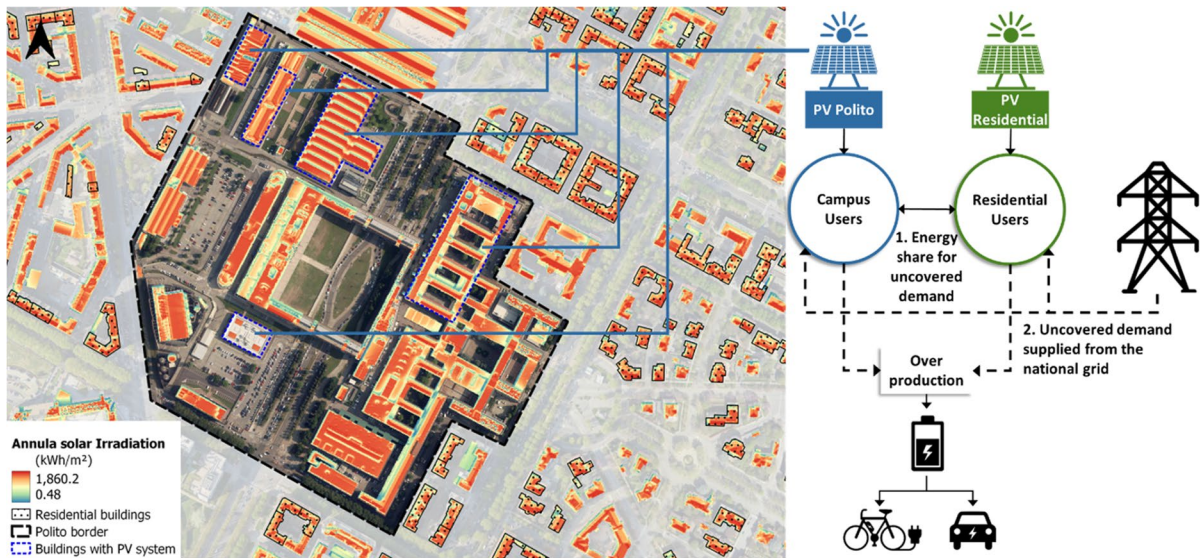 Annula solar Irradiation
(kWh/m²)
1,860.2
0.48
Residential buildings
Polito border
Buildings with PV system
PV Polito
PV
Residential
Campus
Users
Residential
Users
1. Energy
share for
uncovered
demand
2. Uncovered demand
supplied from the
national grid
Over
production